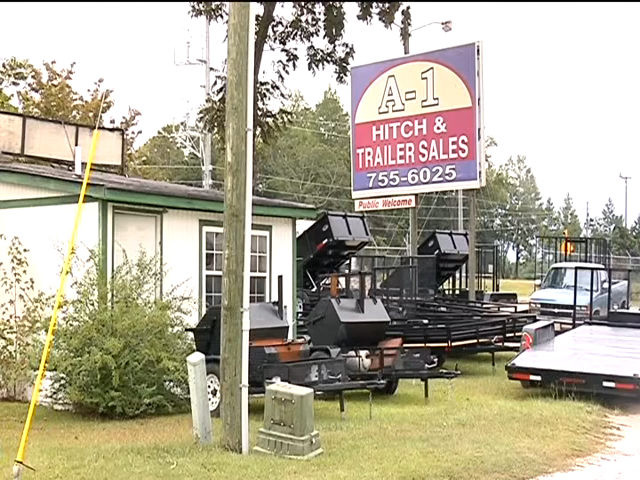 A-1
HITCH &
TRAILER SALES
755-6025
Public Welcome